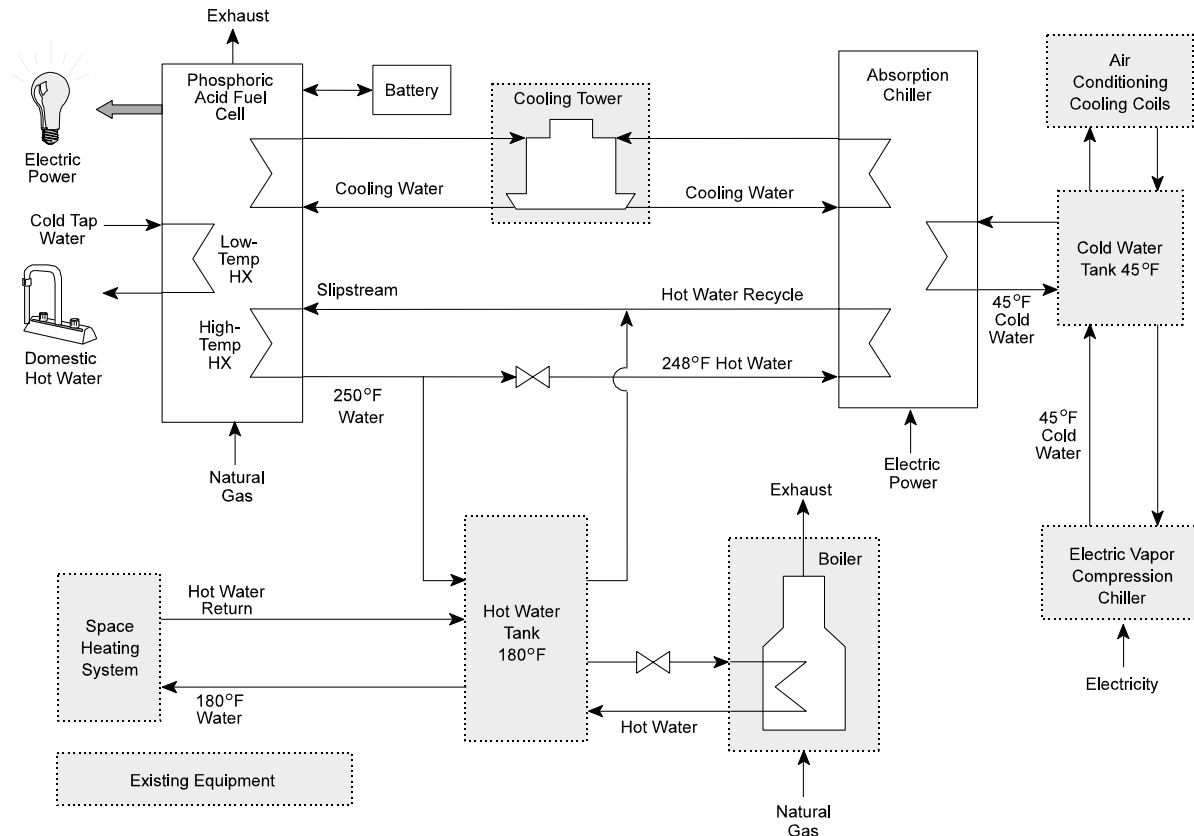 Exhaust
Phosphoric
Acid Fuel
Cell
Battery
Cooling Tower
Absorption
Chiller
Air
Conditioning
Cooling Coils
Electric
Power
Cooling Water
Cooling Water
Cold Tap
Water
Low-
Temp
HX
Cold Water
Tank 45°F
Slipstream
Hot Water Recycle
45°F
Cold
Water
High-
Temp
HX
Domestic
Hot Water
250°F
Water
248°F Hot Water
45°F
Cold
Water
Natural
Gas
Electric
Power
Exhaust
Boiler
Electric Vapor
Compression
Chiller
Hot Water
Return
Space
Heating
System
Hot Water
Tank
180°F
180°F
Water
Hot Water
Electricity
Existing Equipment
Natural
Gas